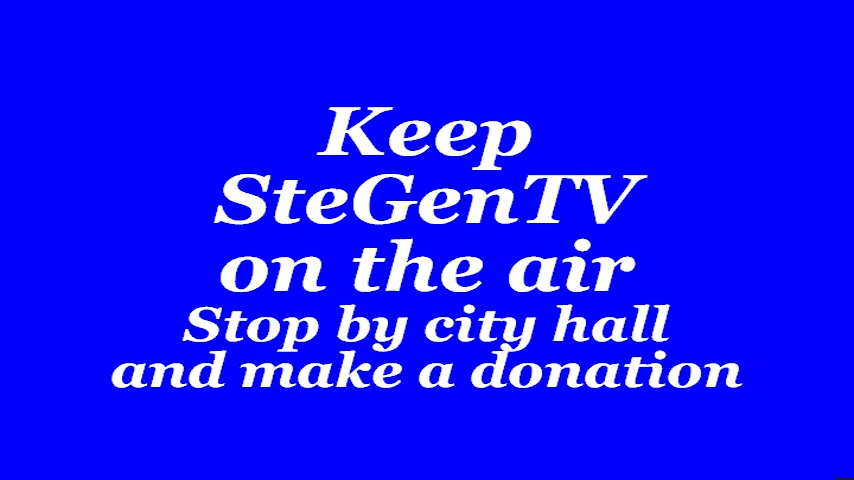 Keep
SteGenTV
on the air
Stop by city hall
and make a donation